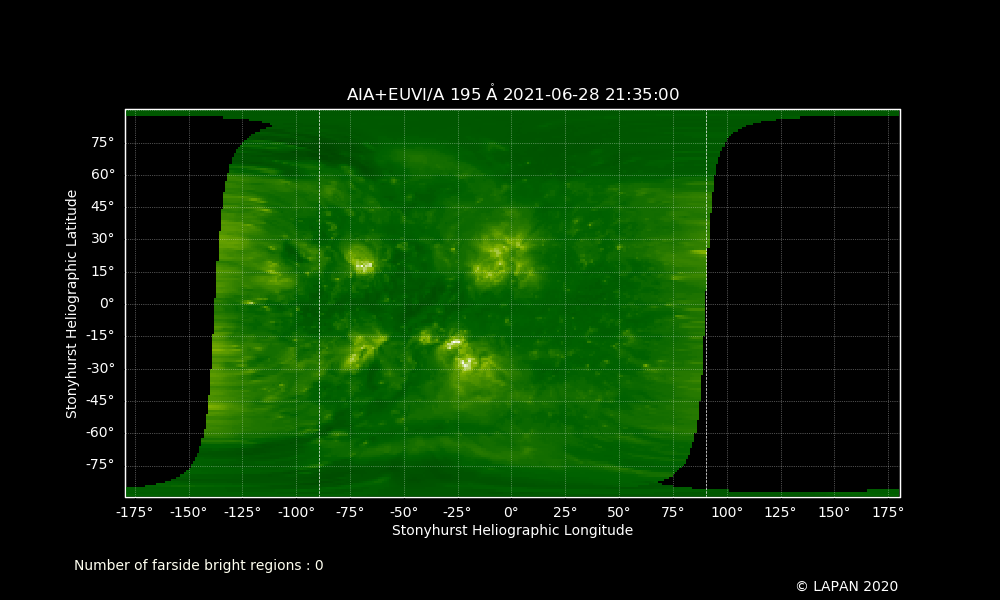 AIA+EUVI/A 195 Å 2021-06-28 21:35:00
75°
60°
45°
30°
15°
0°
-15°
-30°
-45°
-60°
-75°
Stonyhurst Heliographic Latitude
-175° -150° -125° -100° -75° -50° -25° 0° 25° 50° 75° 100° 125° 150° 175°
Stonyhurst Heliographic Longitude
Number of farside bright regions : 0
© LAPAN 2020